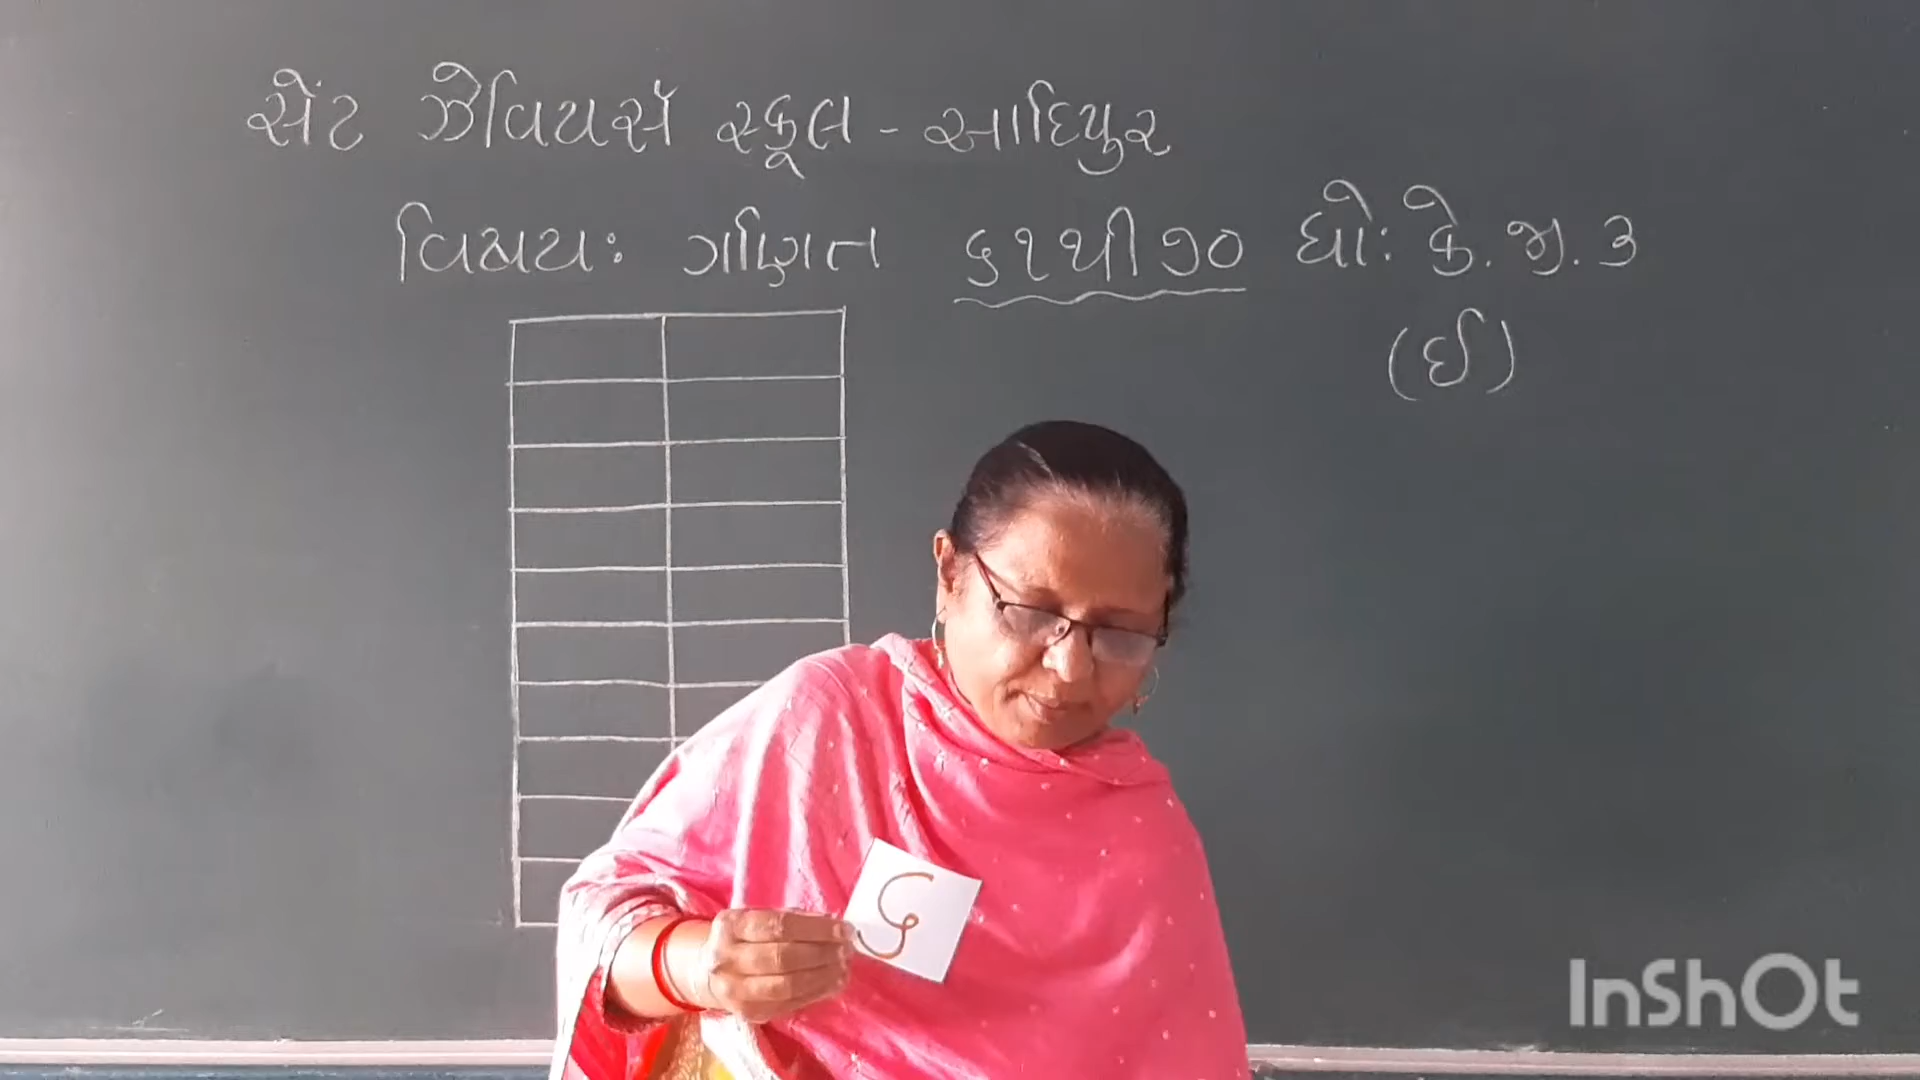 સેંટ ઝેવિયર્સ સ્કૂલ - આદિપુર
વિષય: ગણિત ૬૧થી૭૦ ધો: કે.જી. ૩
(ઈ)
૬
InShOt